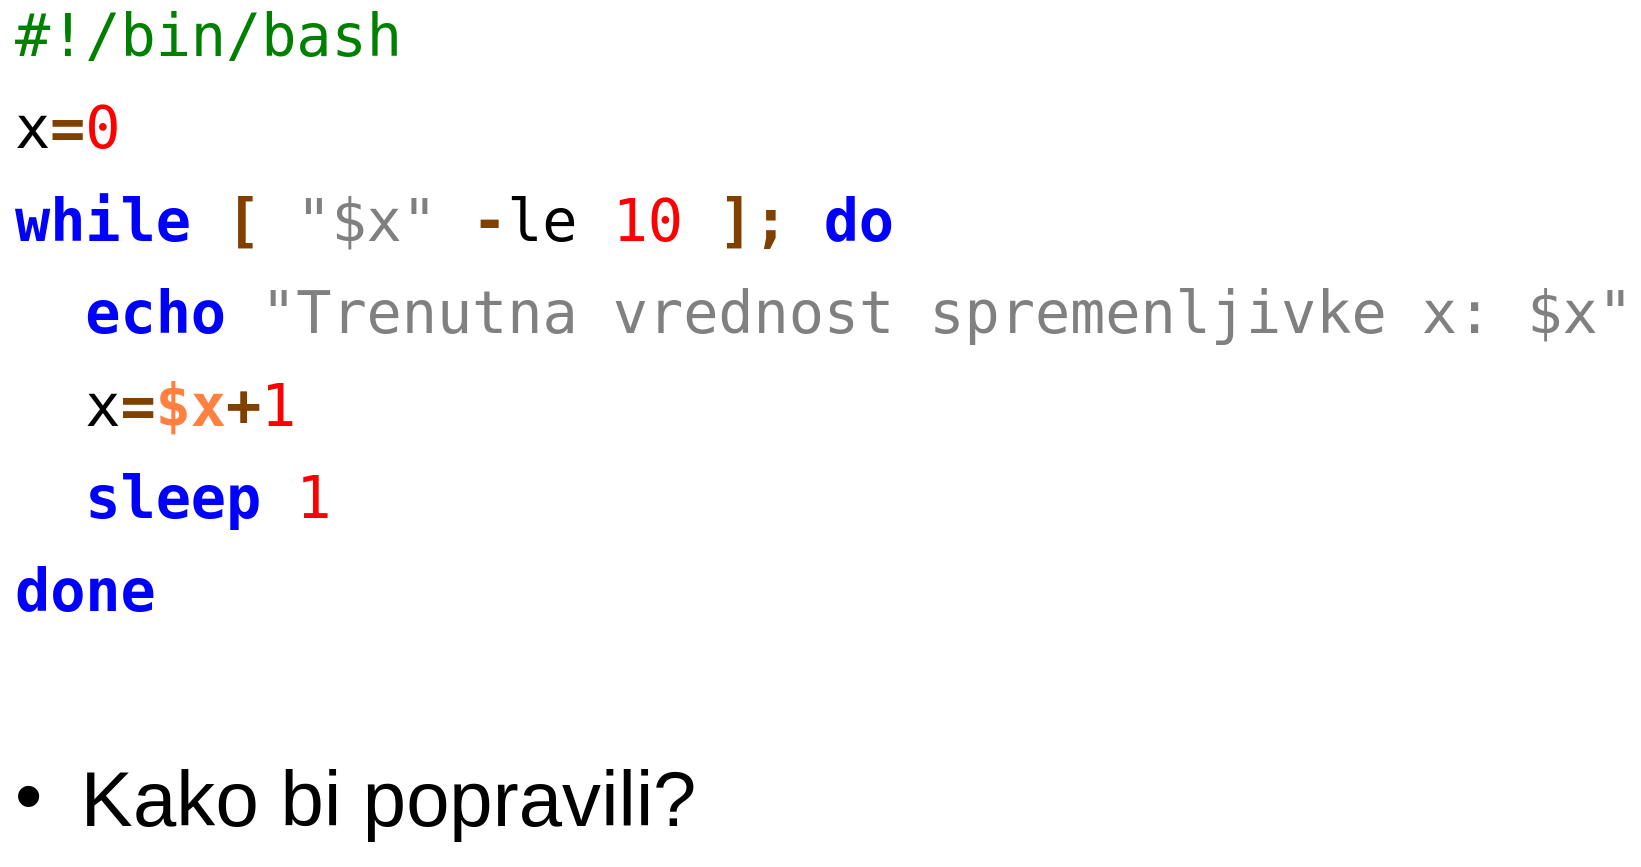 #!/bin/bash
x=0
while [ "$x" -le 10 ]; do
  echo "Trenutna vrednost spremenljivke x: $x"
  x=$x+1
  sleep 1
done
• Kako bi popravili?